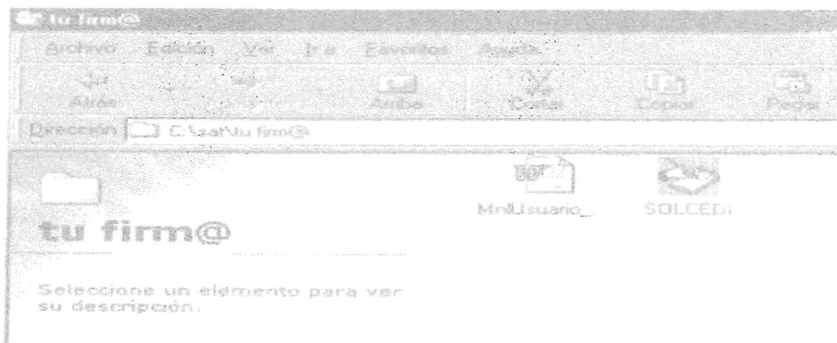 tu firm@
Archivo Edición Ver Ir a Favoritos Ayuda
Atrás Arriba Cortar Copiar Pegar
Dirección C:\sat\tu firm@
MnlUsuario_ SOLCEDI
tu firm@
Seleccione un elemento para ver
su descripción.